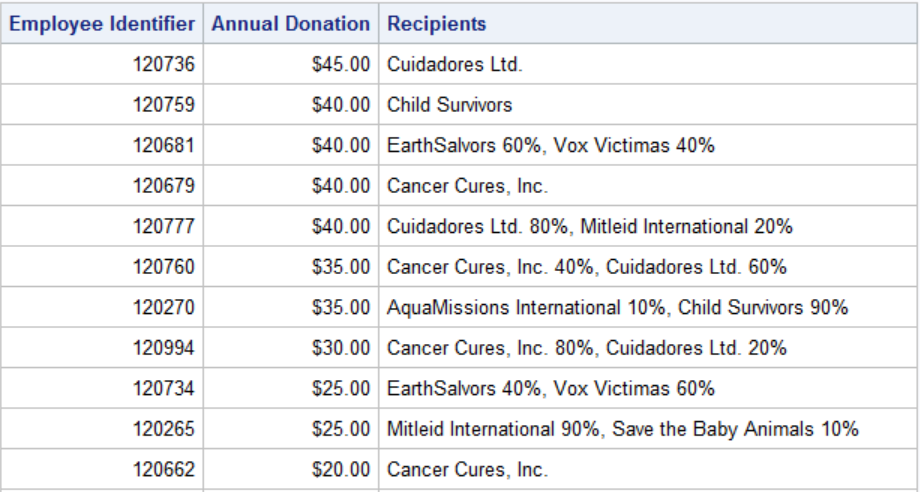 Employee Identifier Annual Donation Recipients
120736 $45.00 Cuidadores Ltd.
120759 $40.00 Child Survivors
120681 $40.00 EarthSalvors 60%, Vox Victimas 40%
120679 $40.00 Cancer Cures, Inc.
120777 $40.00 Cuidadores Ltd. 80%, Mitleid International 20%
120760 $35.00 Cancer Cures, Inc. 40%, Cuidadores Ltd. 60%
120270 $35.00 AquaMissions International 10%, Child Survivors 90%
120994 $30.00 Cancer Cures, Inc. 80%, Cuidadores Ltd. 20%
120734 $25.00 EarthSalvors 40%, Vox Victimas 60%
120265 $25.00 Mitleid International 90%, Save the Baby Animals 10%
120662 $20.00 Cancer Cures, Inc.